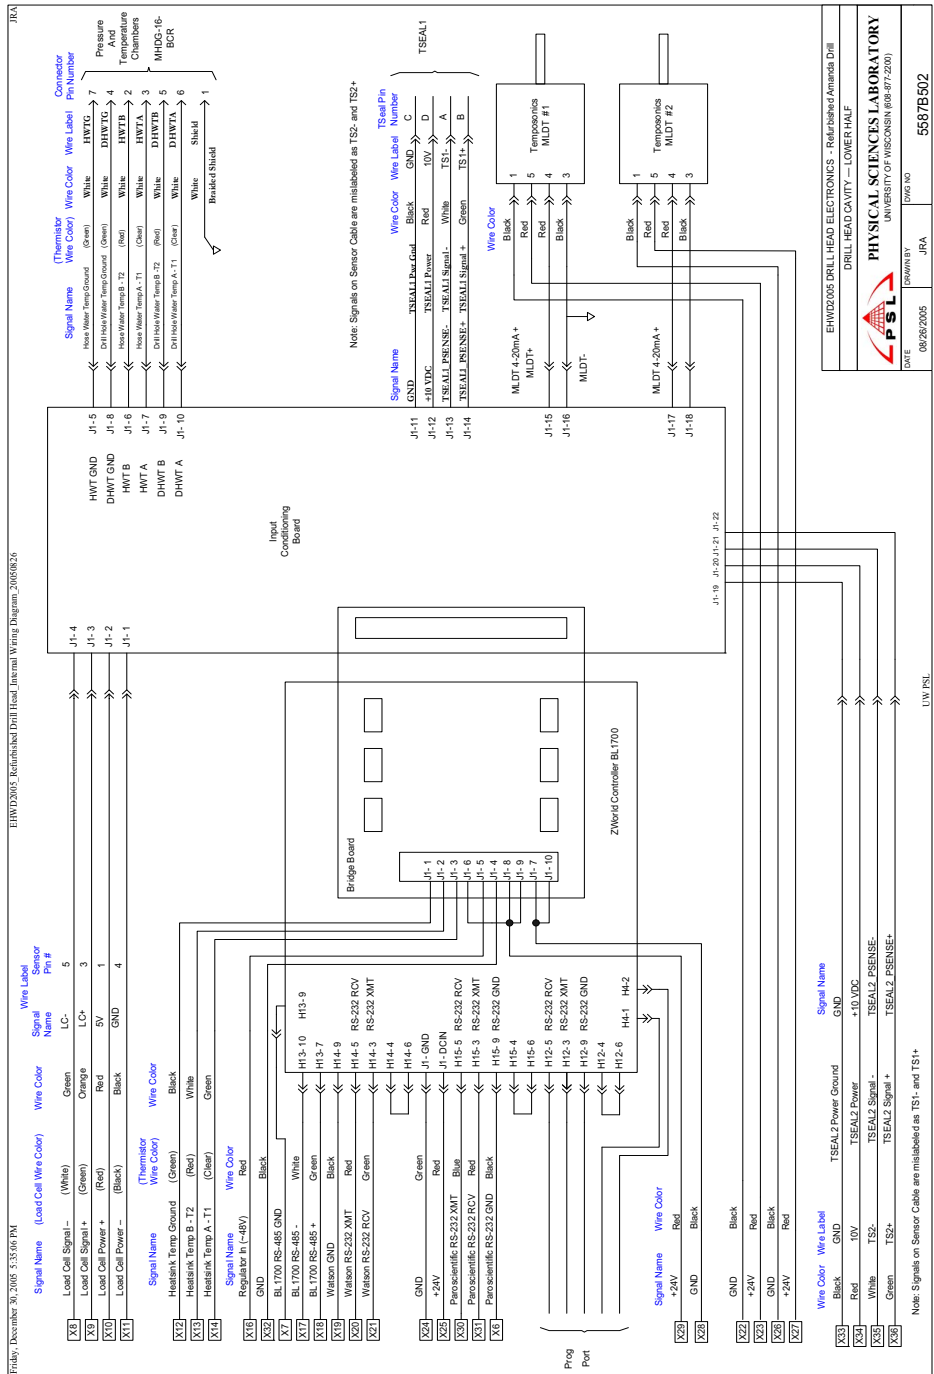 Friday, December 30, 2005 5:35:06 PM
EHWD2005_Refurbished Drill Head_Internal Wiring Diagram_20050826
JRA
Signal Name (Load Cell Wire Color) Wire Color Signal Name Wire Label Sensor Pin #
X8 Load Cell Signal – (White) Green LC- 5 J1- 4
X9 Load Cell Signal + (Green) Orange LC+ 3 J1- 3
X10 Load Cell Power + (Red) Red 5V 1 J1- 2
X11 Load Cell Power – (Black) Black GND 4 J1- 1
Signal Name (Thermistor Wire Color) Wire Color
X12 Heatsink Temp Ground (Green) Black
X13 Heatsink Temp B - T2 (Red) White
X14 Heatsink Temp A - T1 (Clear) Green
Signal Name Wire Color
X16 Regulator In (~48V) Red
X32 GND Black
X7 BL1700 RS-485 GND H13- 9
X17 BL1700 RS-485 - White H13- 10
X18 BL1700 RS-485 + Green H13- 7
X19 Watson GND Black H14- 9
X20 Watson RS-232 XMT Red H14- 5 RS-232 RCV
X21 Watson RS-232 RCV Green H14- 3 RS-232 XMT
H14- 4
H14- 6
X24 GND Green J1- GND
X25 +24V Red J1- DCIN
X30 Paroscientific RS-232 XMT Blue H15- 5 RS-232 RCV
X31 Paroscientific RS-232 RCV Red H15- 3 RS-232 XMT
X6 Paroscientific RS-232 GND Black H15- 9 RS-232 GND
H15- 4
H15- 6
Prog Port
H12- 5 RS-232 RCV
H12- 3 RS-232 XMT
H12- 9 RS-232 GND
H12- 4
H12- 6
H4- 1 H4- 2
Signal Name Wire Color
X29 +24V Red
X28 GND Black
X22 GND Black
X23 +24V Red
X26 GND Black
X27 +24V Red
Bridge Board
J1- 1
J1- 2
J1- 3
J1- 6
J1- 5
J1- 4
J1- 8
J1- 9
J1- 7
J1- 10
ZWorld Controller BL1700
Input
Conditioning
Board
Wire Color Wire Label Signal Name
X33 Black GND TSEAL2 Power Ground GND J1- 19
X34 Red 10V TSEAL2 Power +10 VDC J1- 20
X35 White TS2- TSEAL2 Signal - TSEAL2_PSENSE- J1- 21
X36 Green TS2+ TSEAL2 Signal + TSEAL2_PSENSE+ J1- 22
Note: Signals on Sensor Cable are mislabeled as TS1- and TS1+
Signal Name (Thermistor Wire Color) Wire Color Wire Label Connector Pin Number
HWT GND J1- 5 Hose Water Temp Ground (Green) White HWTG 7
DHWT GND J1- 8 Drill Hole Water Temp Ground (Green) White DHWTG 4
HWT B J1- 6 Hose Water Temp B - T2 (Red) White HWTB 2
HWT A J1- 7 Hose Water Temp A - T1 (Clear) White HWTA 3
DHWT B J1- 9 Drill Hole Water Temp B - T2 (Red) White DHWTB 5
DHWT A J1- 10 Drill Hole Water Temp A - T1 (Clear) White DHWTA 6
White Shield 1
Braided Shield
Pressure
And
Temperature
Chambers
MHDG-16-
BCR
Note: Signals on Sensor Cable are mislabeled as TS2- and TS2+
Signal Name Wire Color Wire Label TSeal Pin Number
J1-11 GND TSEAL1 Pwr Gnd Black GND C
J1-12 +10 VDC TSEAL1 Power Red 10V D
J1-13 TSEAL1_PSENSE- TSEAL1 Signal - White TS1- A
J1-14 TSEAL1_PSENSE+ TSEAL1 Signal + Green TS1+ B
TSEAL1
Wire Color
Black 1
Red 5
J1-15 MLDT 4-20mA + Red 4
MLDT+
J1-16 Black 3
MLDT-
Temposonics
MLDT #1
Black 1
Red 5
J1-17 MLDT 4-20mA + Red 4
J1-18 Black 3
Temposonics
MLDT #2
EHWD2005 DRILL HEAD ELECTRONICS - Refurbished Amanda Drill
DRILL HEAD CAVITY — LOWER HALF
PSL
PHYSICAL SCIENCES LABORATORY
UNIVERSITY OF WISCONSIN (608-877-2200)
DATE 08/26/2005
DRAWN BY JRA
DWG NO 5587B502
UW PSL